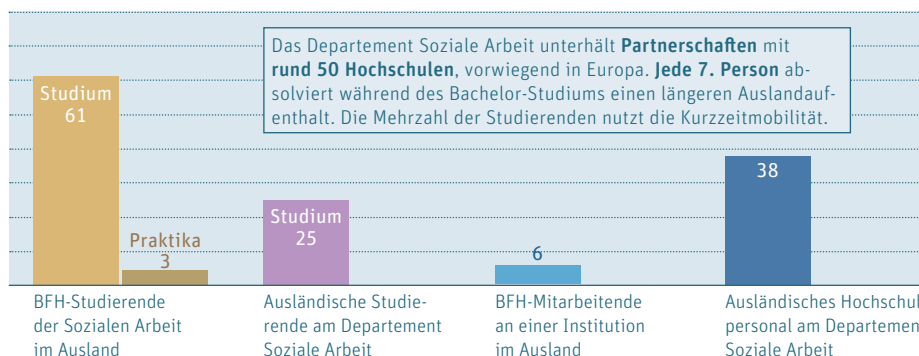 Das Departement Soziale Arbeit unterhält Partnerschaften mit
rund 50 Hochschulen, vorwiegend in Europa. Jede 7. Person ab-
solviert während des Bachelor-Studiums einen längeren Auslandauf-
enthalt. Die Mehrzahl der Studierenden nutzt die Kurzzeitmobilität.
Studium
61
Praktika
3
Studium
25
6
38
BFH-Studierende
der Sozialen Arbeit
im Ausland
Ausländische Studie-
rende am Departement
Soziale Arbeit
BFH-Mitarbeitende
an einer Institution
im Ausland
Ausländisches Hochschul
personal am Departemen
Soziale Arbeit